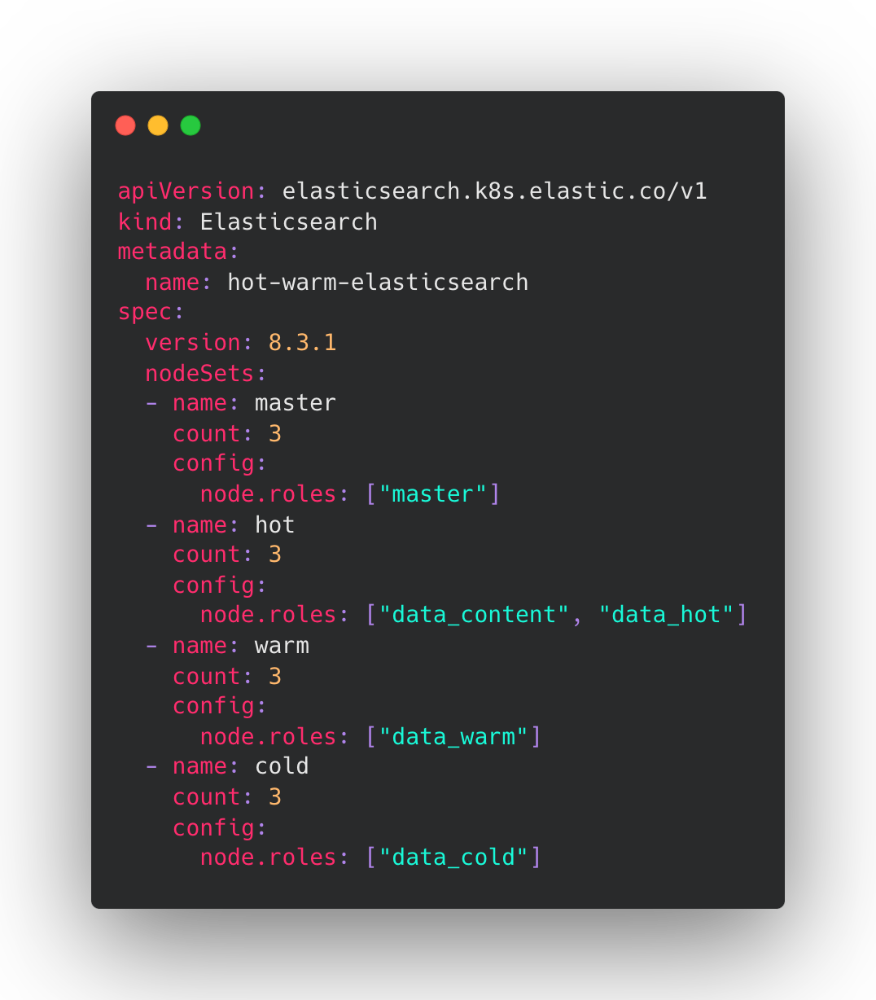 apiVersion: elasticsearch.k8s.elastic.co/v1
kind: Elasticsearch
metadata:
  name: hot-warm-elasticsearch
spec:
  version: 8.3.1
  nodeSets:
  - name: master
    count: 3
    config:
      node.roles: ["master"]
  - name: hot
    count: 3
    config:
      node.roles: ["data_content", "data_hot"]
  - name: warm
    count: 3
    config:
      node.roles: ["data_warm"]
  - name: cold
    count: 3
    config:
      node.roles: ["data_cold"]